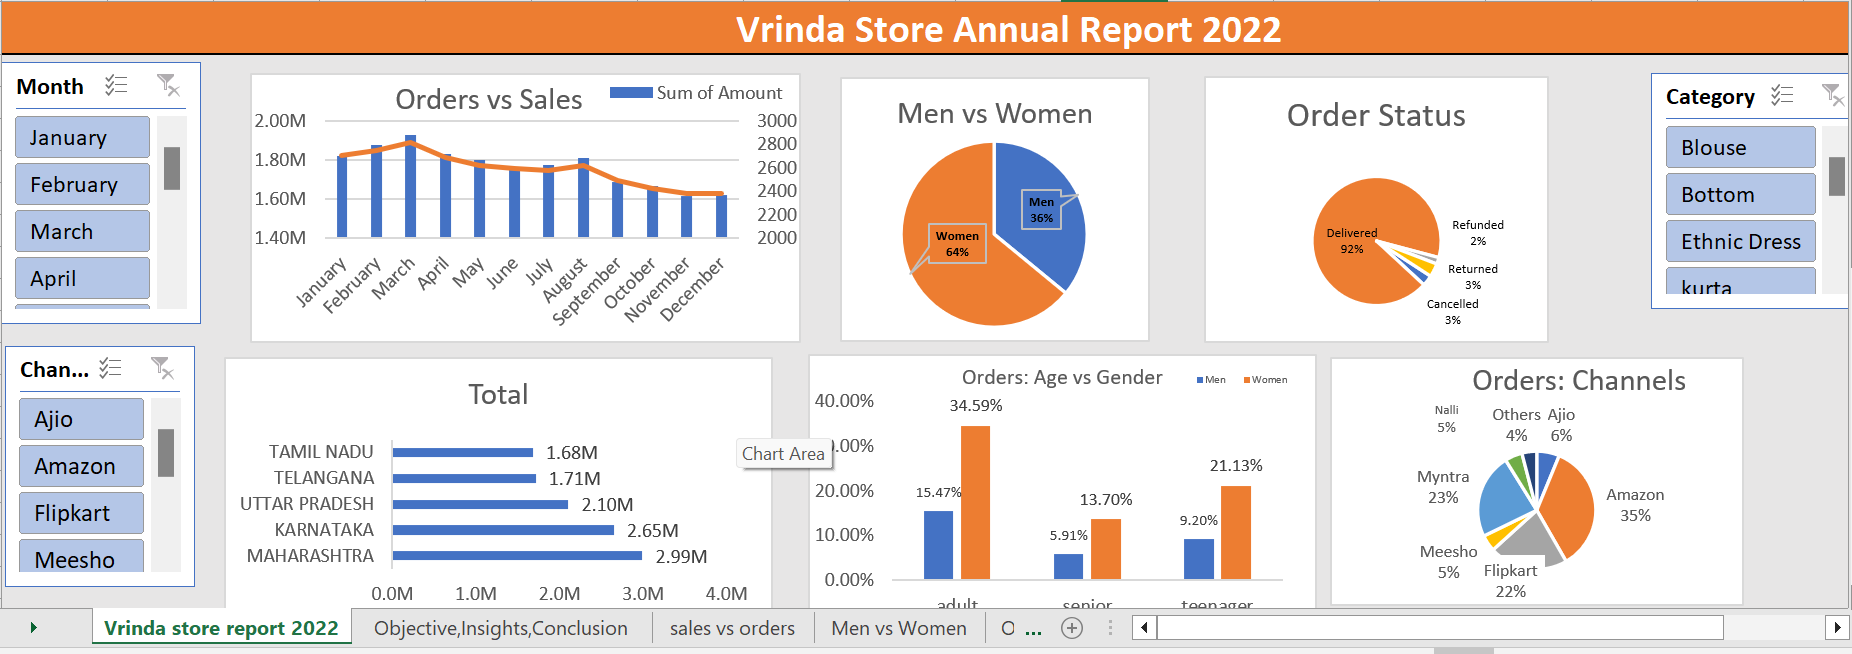 Vrinda Store Annual Report 2022
Month
January
February
March
April
Chan...
Ajio
Amazon
Flipkart
Meesho
Orders vs Sales
Sum of Amount
2.00M
1.80M
1.60M
1.40M
3000
2800
2600
2400
2200
2000
January
February
March
April
May
June
July
August
September
October
November
December
Men vs Women
Men
36%
Women
64%
Order Status
Delivered
92%
Refunded
2%
Returned
3%
Cancelled
3%
Category
Blouse
Bottom
Ethnic Dress
kurta
Total
TAMIL NADU 1.68M
TELANGANA 1.71M
UTTAR PRADESH 2.10M
KARNATAKA 2.65M
MAHARASHTRA 2.99M
0.0M 1.0M 2.0M 3.0M 4.0M
Chart Area
Orders: Age vs Gender
Men Women
40.00%
0.00%
20.00%
10.00%
0.00%
15.47%
34.59%
5.91%
13.70%
9.20%
21.13%
adult senior teenager
Orders: Channels
Nalli
5%
Others
4%
Ajio
6%
Myntra
23%
Amazon
35%
Meesho
5%
Flipkart
22%
Vrinda store report 2022 Objective,Insights,Conclusion sales vs orders Men vs Women O ...